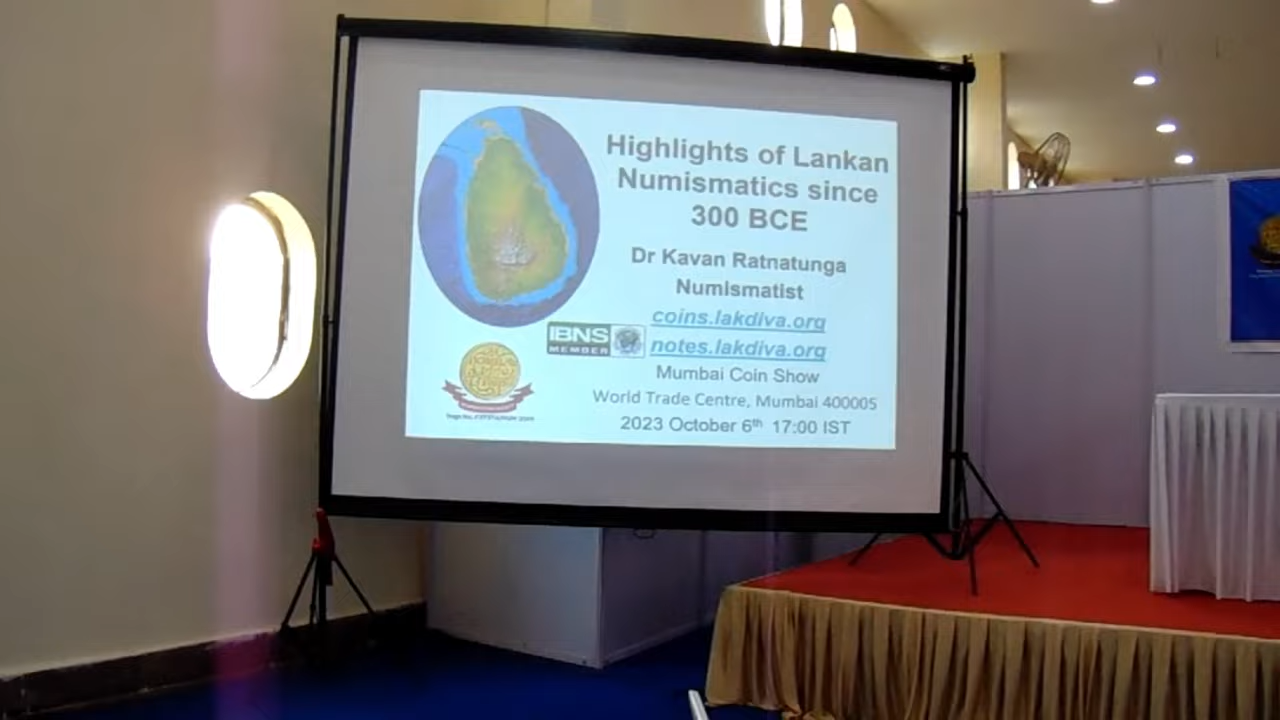 Highlights of Lankan
Numismatics since
300 BCE
Dr Kavan Ratnatunga
Numismatist
coins.lakdiva.org
IBNS
MEMBER
notes.lakdiva.org
Mumbai Coin Show
World Trade Centre, Mumbai 400005
2023 October 6th 17:00 IST